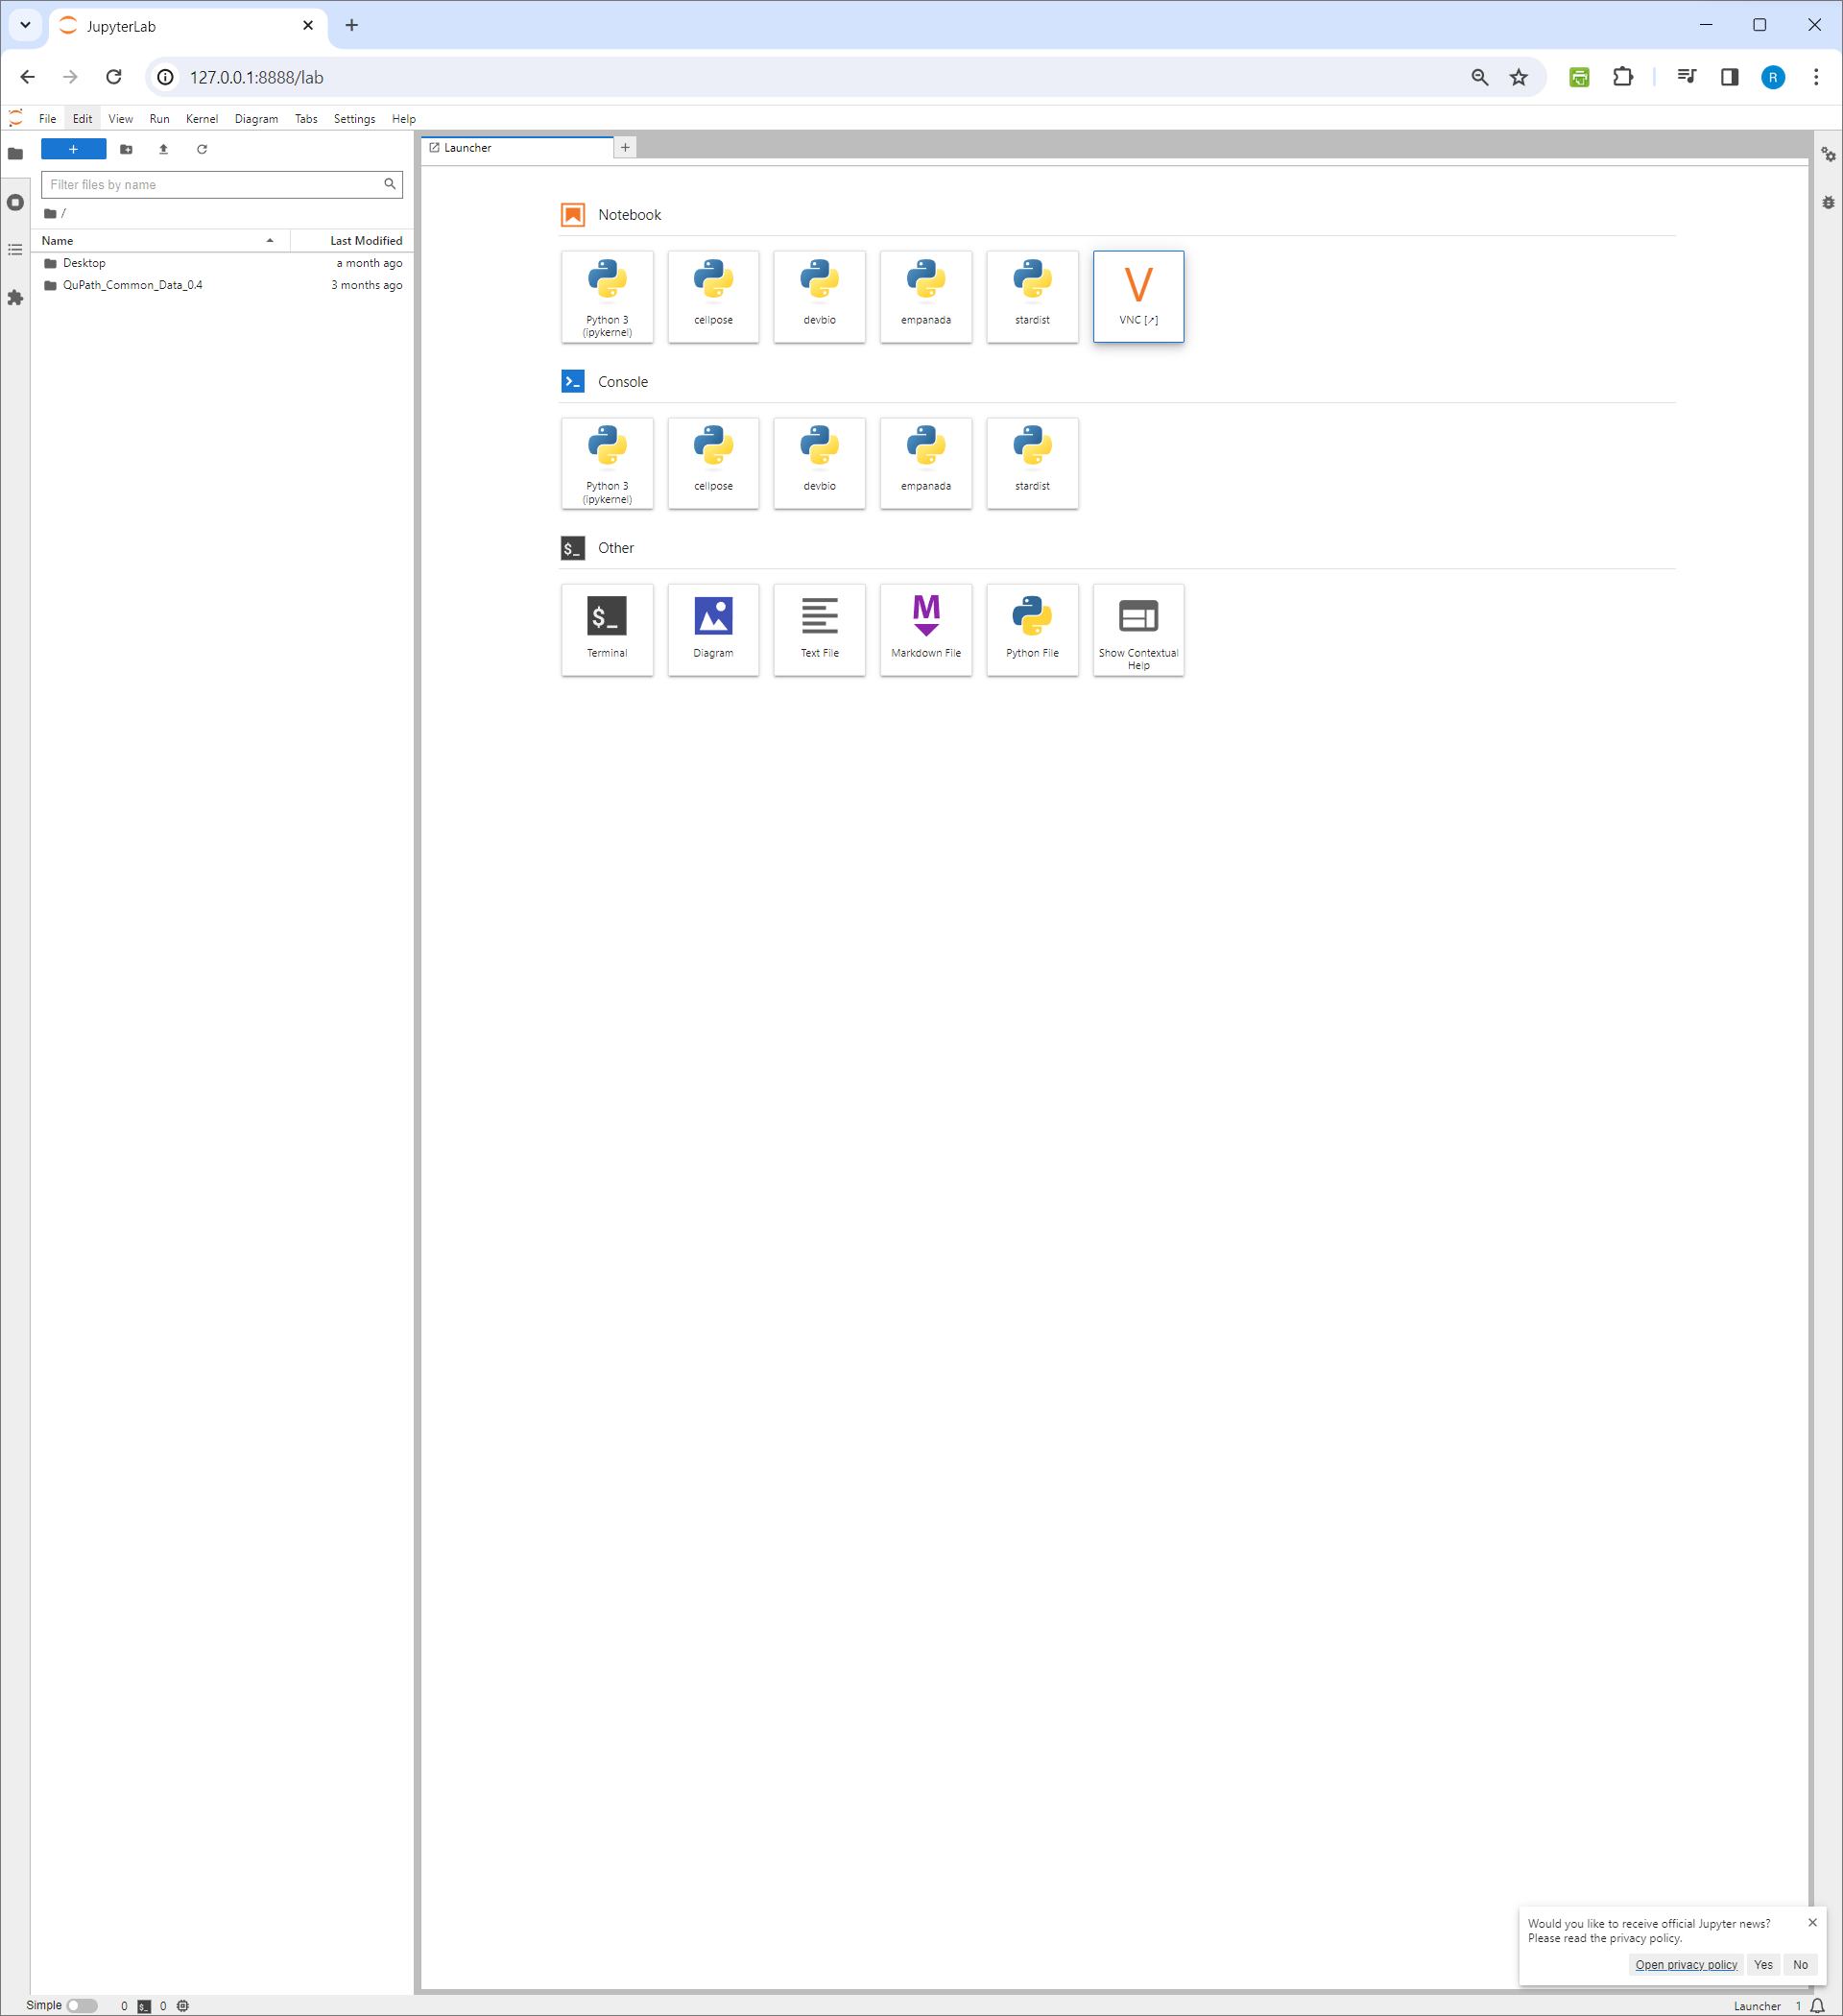 JupyterLab
127.0.0.1:8888/lab
R
File Edit View Run Kernel Diagram Tabs Settings Help
+
Launcher
Filter files by name
/
Name Last Modified
Desktop a month ago
QuPath_Common_Data_0.4 3 months ago
Notebook
Python 3 (ipykernel)
cellpose
devbio
empanada
stardist
V
VNC [↗]
Console
Python 3 (ipykernel)
cellpose
devbio
empanada
stardist
$_ Other
$_
Terminal
Diagram
Text File
M
Markdown File
Python File
Show Contextual Help
Would you like to receive official Jupyter news?
Please read the privacy policy.
Open privacy policy Yes No
Simple 0 $_ 0 Launcher 1